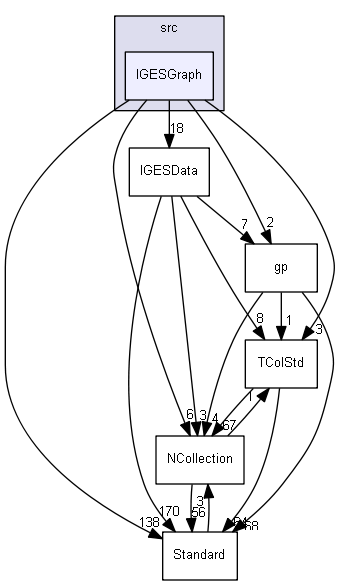 src
IGESGraph
18
IGESData
7
2
gp
8
1
3
TColStd
6
3
4
1
67
NCollection
3
56
170
138
68
Standard